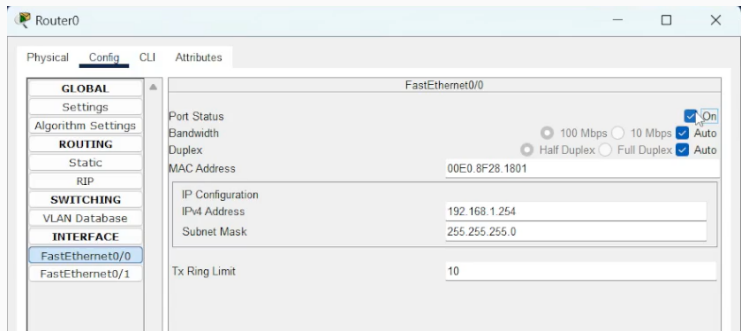 Router0
Physical Config CLI Attributes
GLOBAL
Settings
Algorithm Settings
ROUTING
Static
RIP
SWITCHING
VLAN Database
INTERFACE
FastEthernet0/0
FastEthernet0/1
FastEthernet0/0
Port Status On
Bandwidth 100 Mbps 10 Mbps Auto
Duplex Half Duplex Full Duplex Auto
MAC Address 00E0.8F28.1801
IP Configuration
IPv4 Address 192.168.1.254
Subnet Mask 255.255.255.0
Tx Ring Limit 10